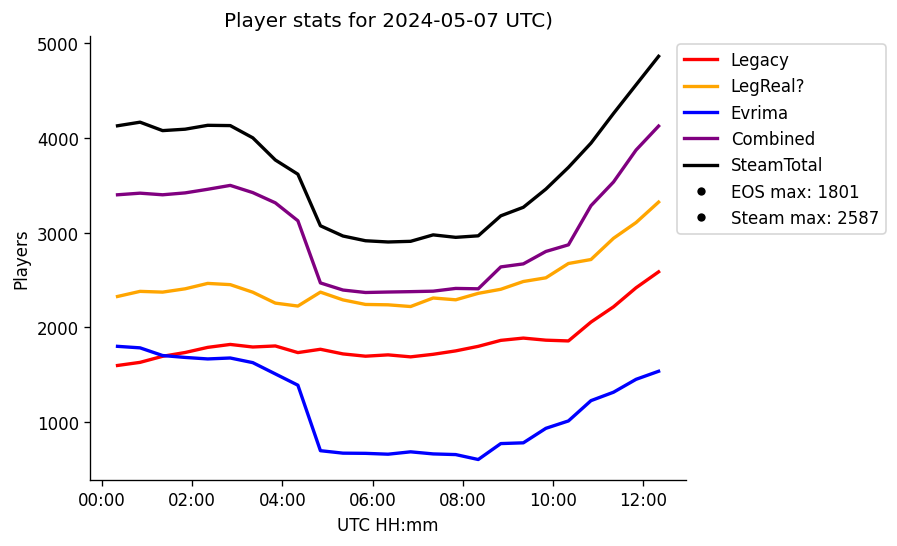 Player stats for 2024-05-07 UTC)
5000
4000
3000
2000
1000
Players
00:00 02:00 04:00 06:00 08:00 10:00 12:00
UTC HH:mm
Legacy
LegReal?
Evrima
Combined
SteamTotal
EOS max: 1801
Steam max: 2587